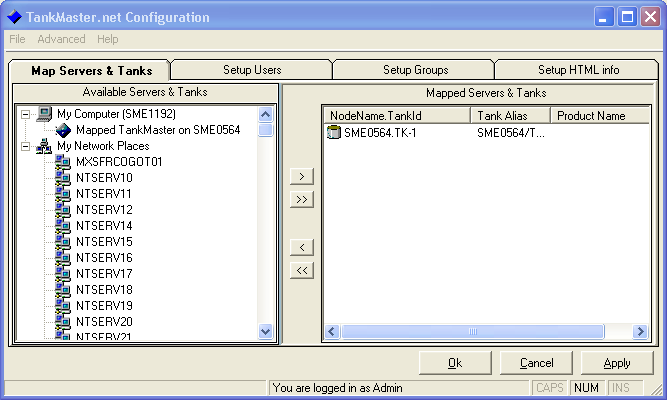 TankMaster.net Configuration
File Advanced Help
Map Servers & Tanks Setup Users Setup Groups Setup HTML info
Available Servers & Tanks
My Computer (SME1192)
Mapped TankMaster on SME0564
My Network Places
MXSFRCOGOT01
NTSERV10
NTSERV11
NTSERV12
NTSERV14
NTSERV15
NTSERV16
NTSERV17
NTSERV18
NTSERV19
NTSERV20
NTSERV21
>
>>
<
<<
Mapped Servers & Tanks
NodeName.TankId Tank Alias Product Name
SME0564.TK-1 SME0564/T...
Ok Cancel Apply
You are logged in as Admin CAPS NUM INS